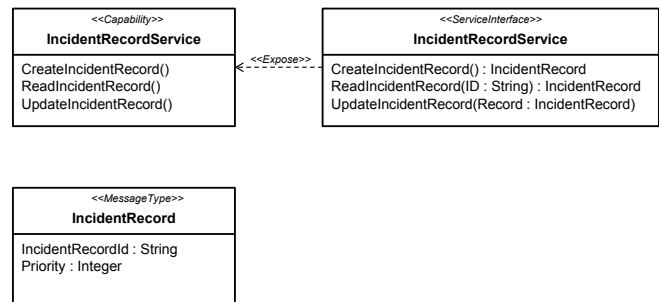 <<Capability>>
IncidentRecordService
CreateIncidentRecord()
ReadIncidentRecord()
UpdateIncidentRecord()
<<Expose>>
<<ServiceInterface>>
IncidentRecordService
CreateIncidentRecord() : IncidentRecord
ReadIncidentRecord(ID : String) : IncidentRecord
UpdateIncidentRecord(Record : IncidentRecord)
<<MessageType>>
IncidentRecord
IncidentRecordId : String
Priority : Integer